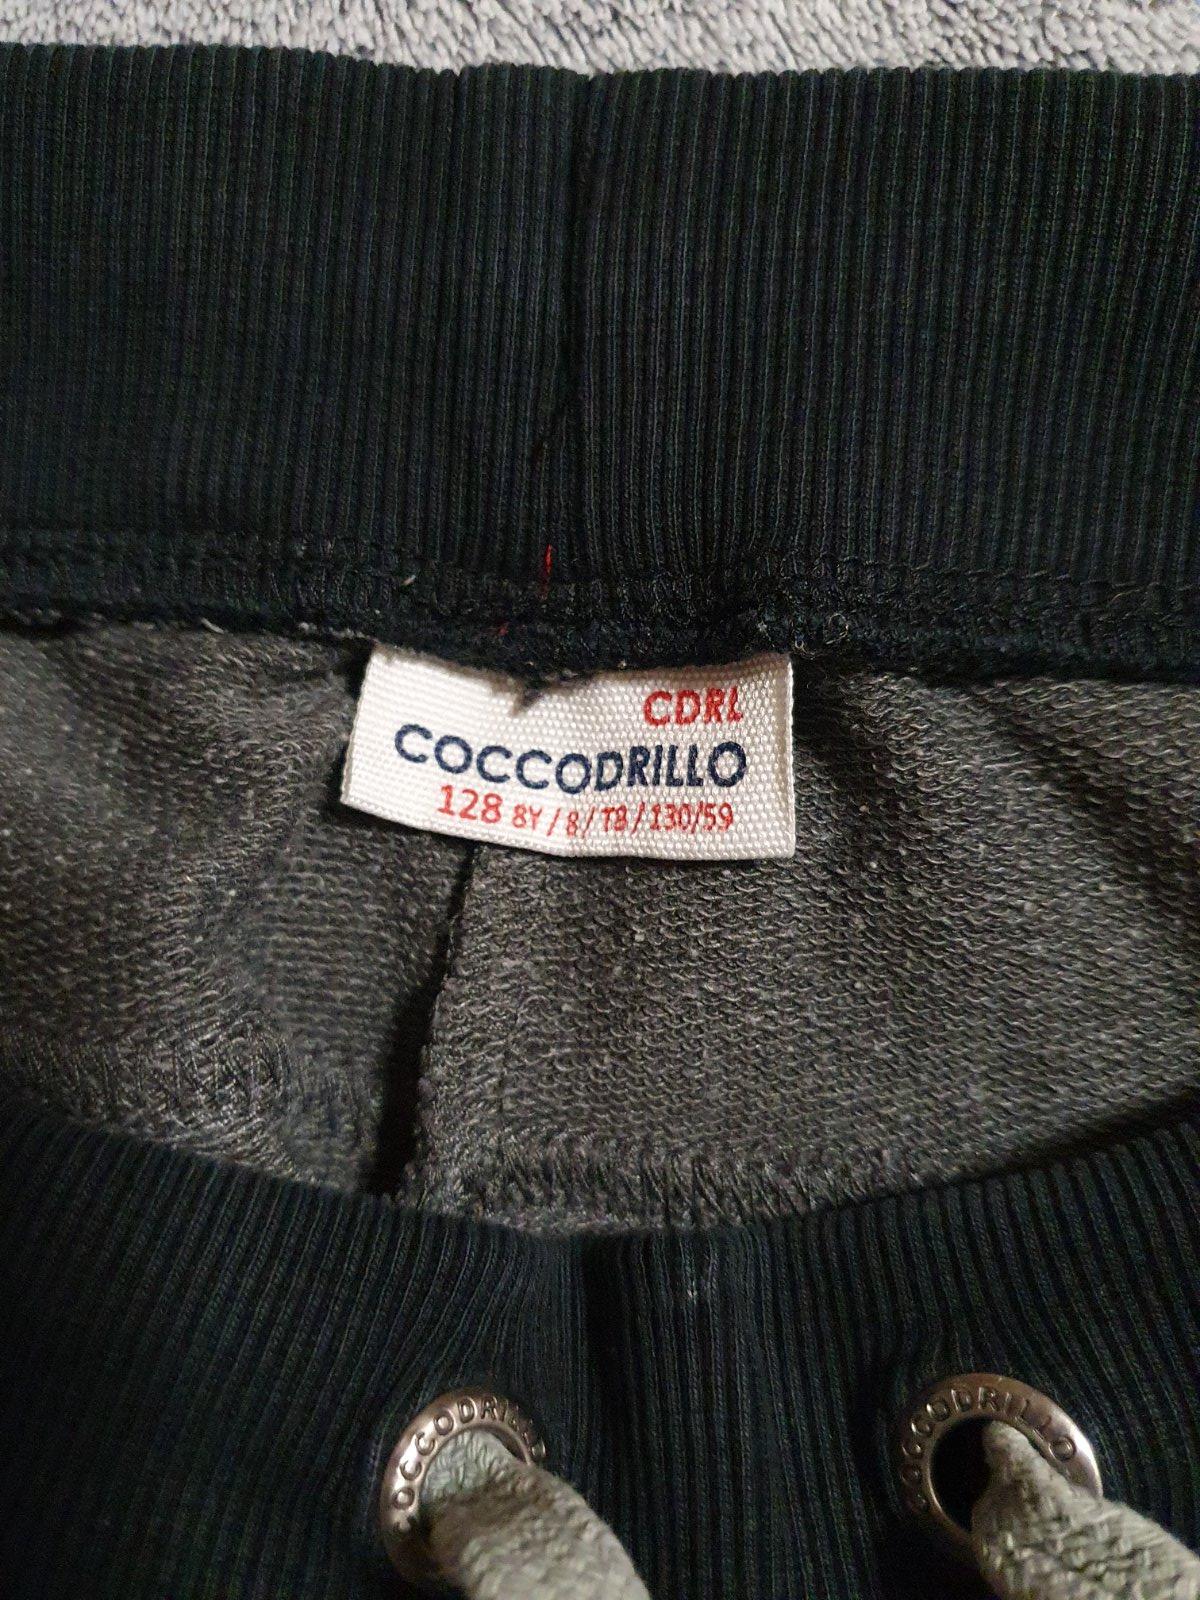 CDRL
COCCODRILLO
128 8Y / 8 / T8 / 130/59
COCCODRILLO
COCCODRILLO